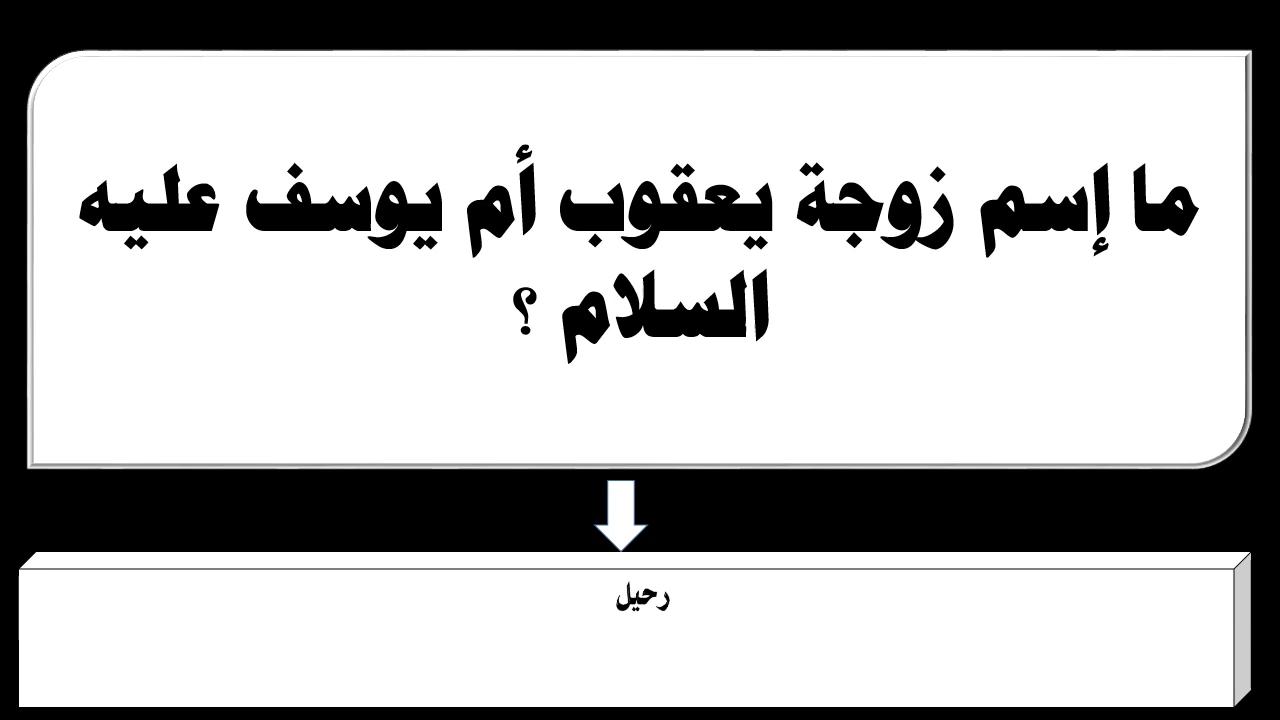 ما إسم زوجة يعقوب أم يوسف عليه
السلام ؟
رحيل